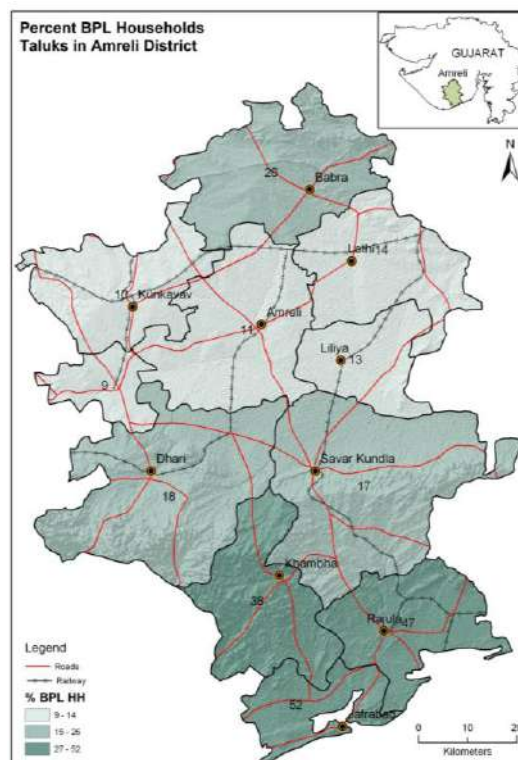 Percent BPL Households
Taluks in Amreli District
GUJARAT
Amreli
N
Babra
Lathi 14
10 Kunkavav
Amreli
11
Liliya
13
9
Dhari
Savar Kundla
18
17
Khambha
38
Rajula 47
52
Jafrabad
Legend
Roads
Railway
% BPL HH
9 - 14
15 - 26
27 - 52
0 10 20
Kilometers